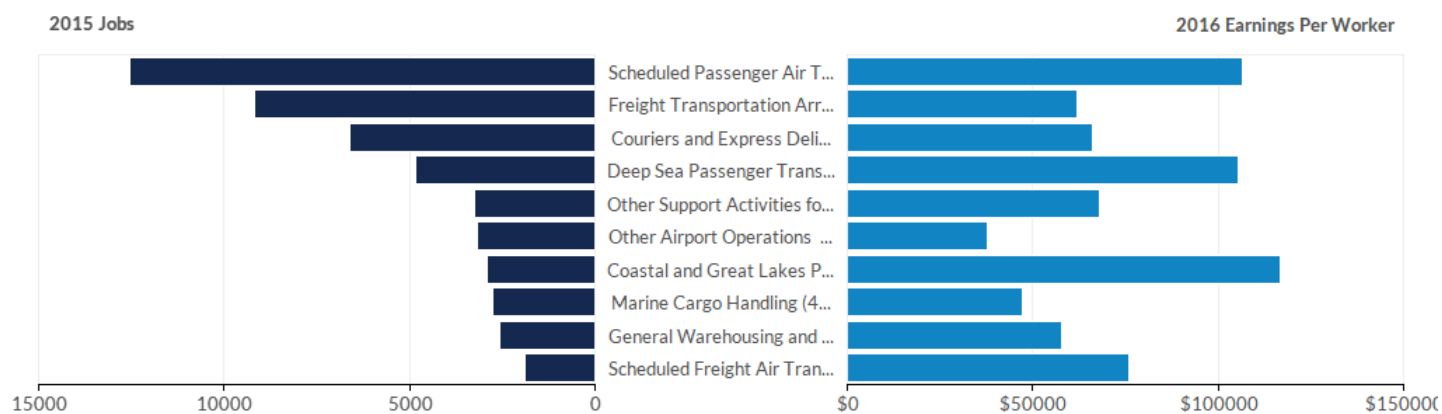 2015 Jobs
2016 Earnings Per Worker
Scheduled Passenger Air T...
Freight Transportation Arr...
Couriers and Express Deli...
Deep Sea Passenger Trans...
Other Support Activities fo...
Other Airport Operations ...
Coastal and Great Lakes P...
Marine Cargo Handling (4...
General Warehousing and ...
Scheduled Freight Air Tran...
15000 10000 5000 0 $0 $50000 $100000 $150000